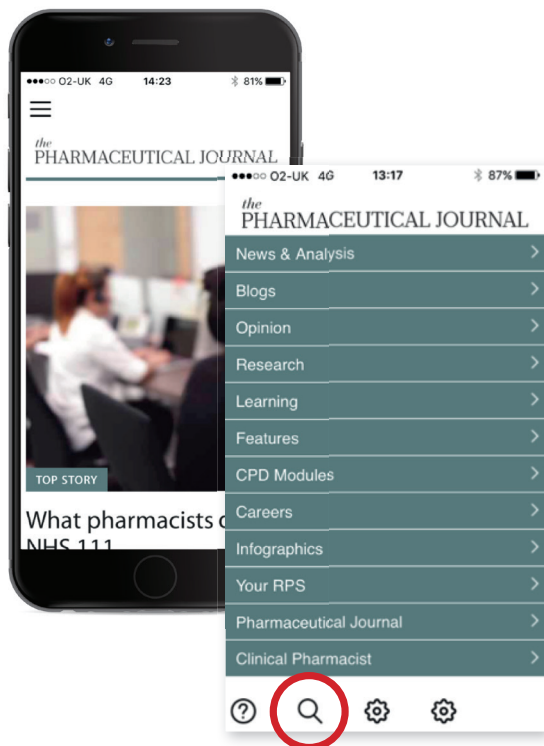 ●●●○○ O2-UK 4G 14:23 81%
the
PHARMACEUTICAL JOURNAL
TOP STORY
What pharmacists
NHS 111
●●●○○ O2-UK 4G 13:17 87%
the
PHARMACEUTICAL JOURNAL
News & Analysis
Blogs
Opinion
Research
Learning
Features
CPD Modules
Careers
Infographics
Your RPS
Pharmaceutical Journal
Clinical Pharmacist